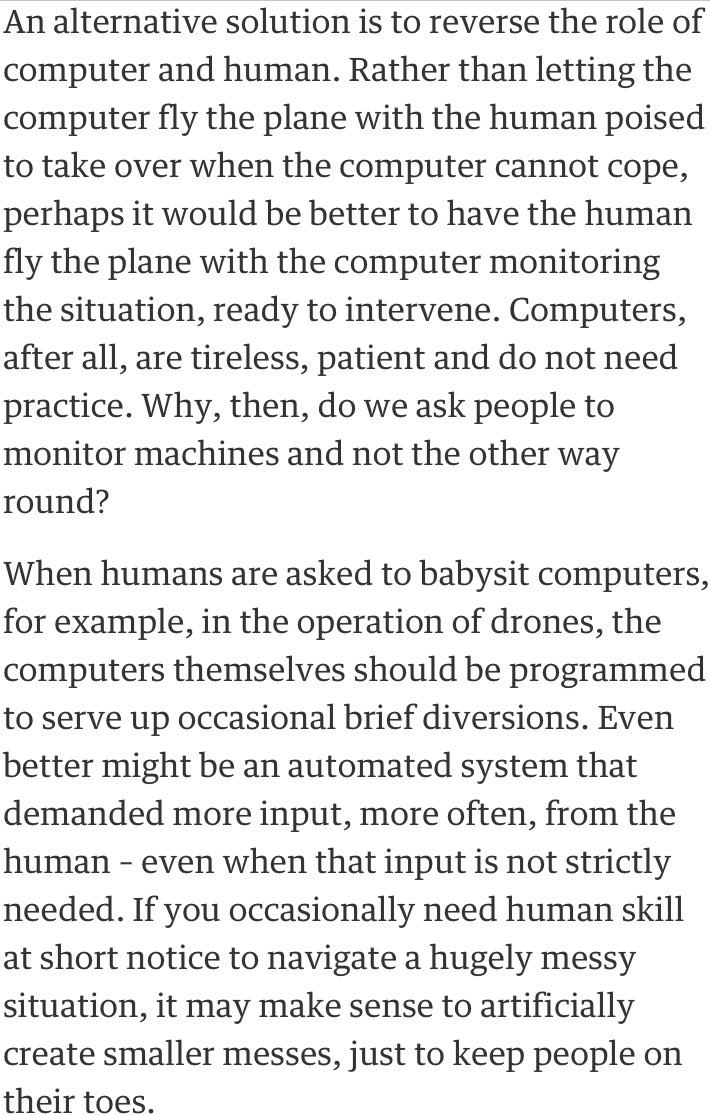 An alternative solution is to reverse the role of
computer and human. Rather than letting the
computer fly the plane with the human poised
to take over when the computer cannot cope,
perhaps it would be better to have the human
fly the plane with the computer monitoring
the situation, ready to intervene. Computers,
after all, are tireless, patient and do not need
practice. Why, then, do we ask people to
monitor machines and not the other way
round?
When humans are asked to babysit computers,
for example, in the operation of drones, the
computers themselves should be programmed
to serve up occasional brief diversions. Even
better might be an automated system that
demanded more input, more often, from the
human – even when that input is not strictly
needed. If you occasionally need human skill
at short notice to navigate a hugely messy
situation, it may make sense to artificially
create smaller messes, just to keep people on
their toes.